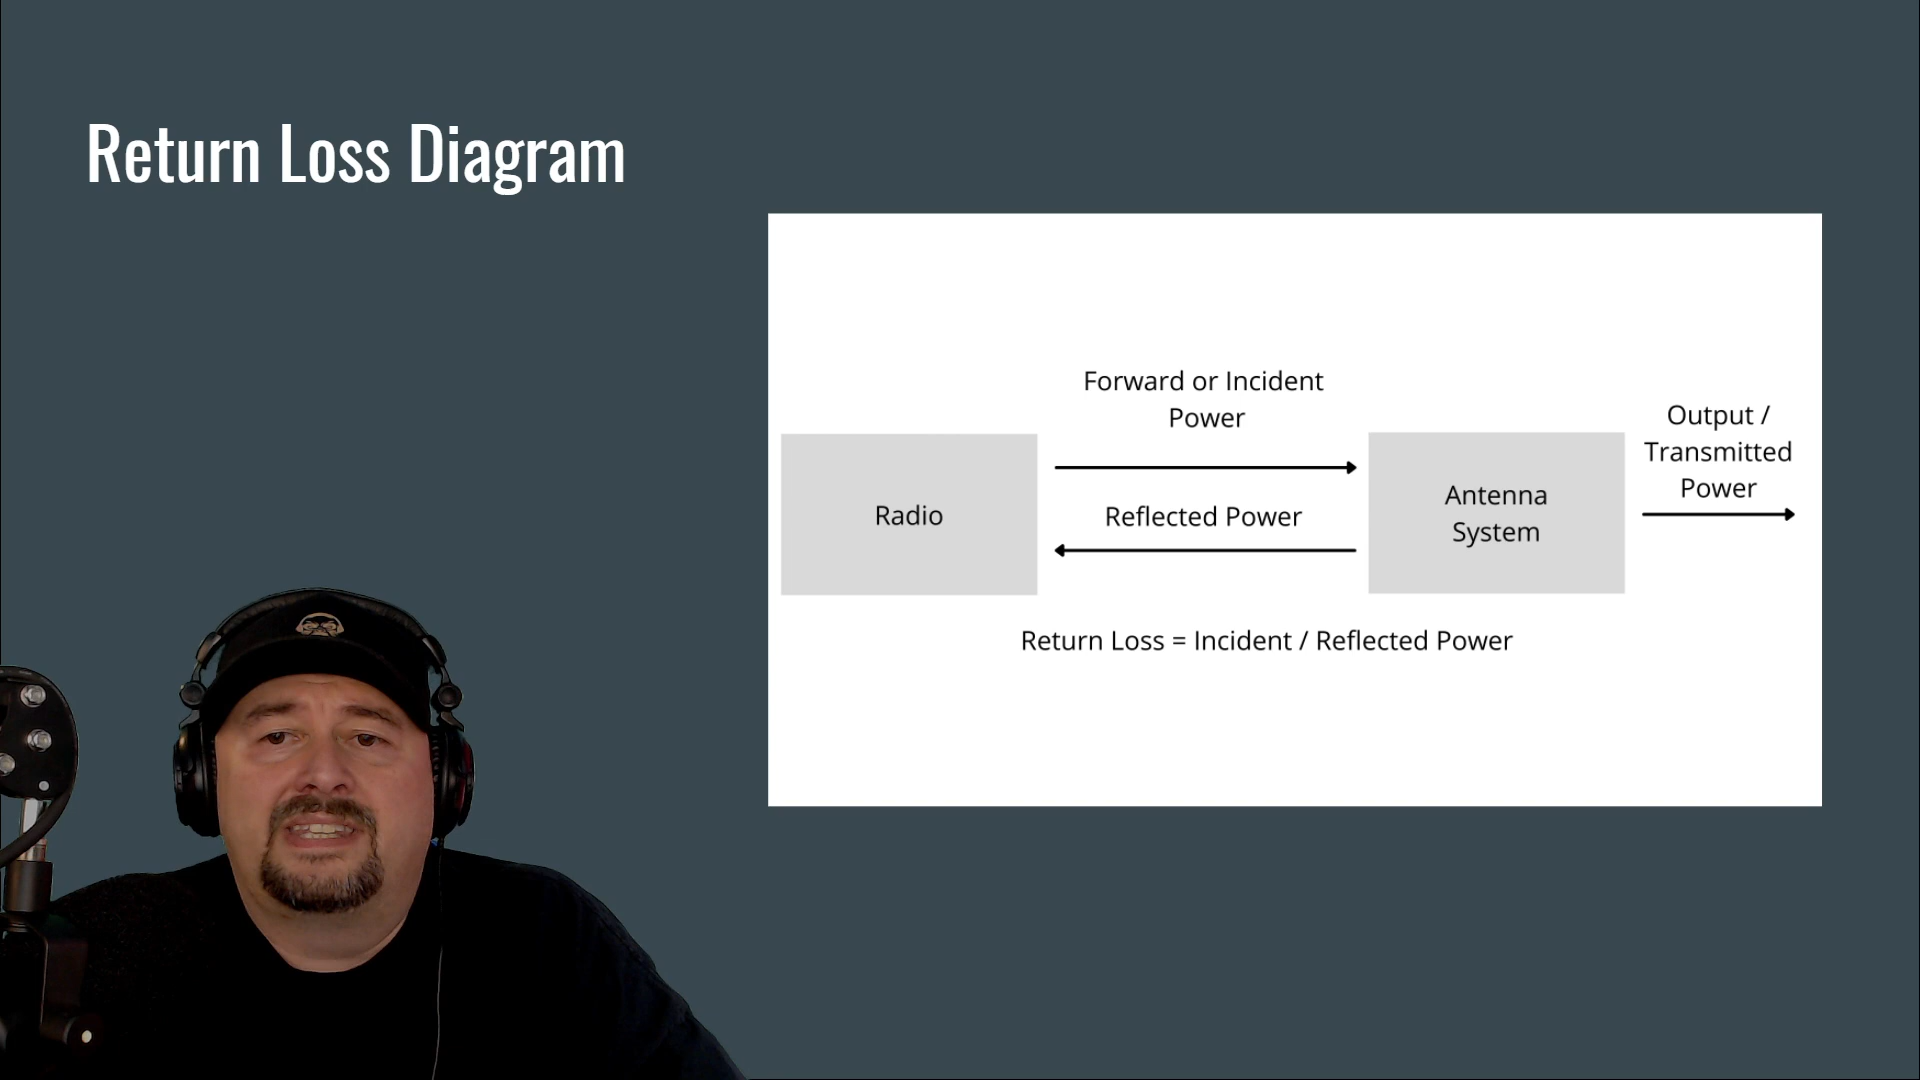 Return Loss Diagram
Forward or Incident
Power
Output /
Transmitted
Power
Radio
Reflected Power
Antenna
System
Return Loss = Incident / Reflected Power